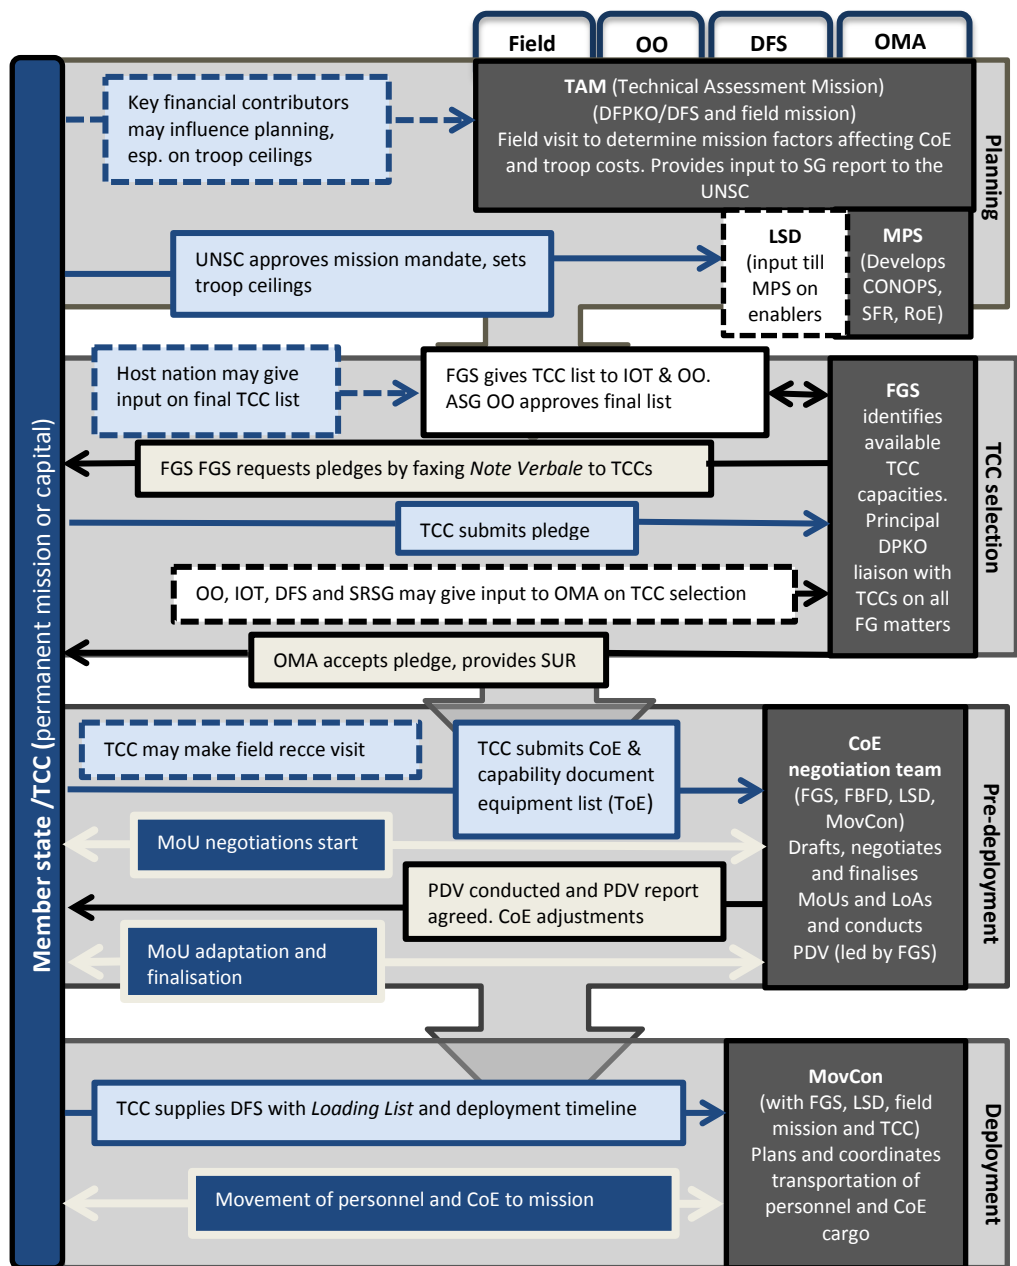 Field OO DFS OMA
Member state /TCC (permanent mission or capital)
Planning
Key financial contributors
may influence planning,
esp. on troop ceilings
TAM (Technical Assessment Mission)
(DFPKO/DFS and field mission)
Field visit to determine mission factors affecting CoE
and troop costs. Provides input to SG report to the
UNSC
UNSC approves mission mandate, sets
troop ceilings
LSD
(input till
MPS on
enablers
MPS
(Develops
CONOPS,
SFR, RoE)
TCC selection
Host nation may give
input on final TCC list
FGS gives TCC list to IOT & OO.
ASG OO approves final list
FGS
identifies
available
TCC
capacities.
Principal
DPKO
liaison with
TCCs on all
FG matters
FGS FGS requests pledges by faxing Note Verbale to TCCs
TCC submits pledge
OO, IOT, DFS and SRSG may give input to OMA on TCC selection
OMA accepts pledge, provides SUR
Pre-deployment
TCC may make field recce visit
TCC submits CoE &
capability document
equipment list (ToE)
CoE
negotiation team
(FGS, FBFD, LSD,
MovCon)
Drafts, negotiates
and finalises
MoUs and LoAs
and conducts
PDV (led by FGS)
MoU negotiations start
PDV conducted and PDV report
agreed. CoE adjustments
MoU adaptation and
finalisation
Deployment
TCC supplies DFS with Loading List and deployment timeline
MovCon
(with FGS, LSD, field
mission and TCC)
Plans and coordinates
transportation of
personnel and CoE
cargo
Movement of personnel and CoE to mission